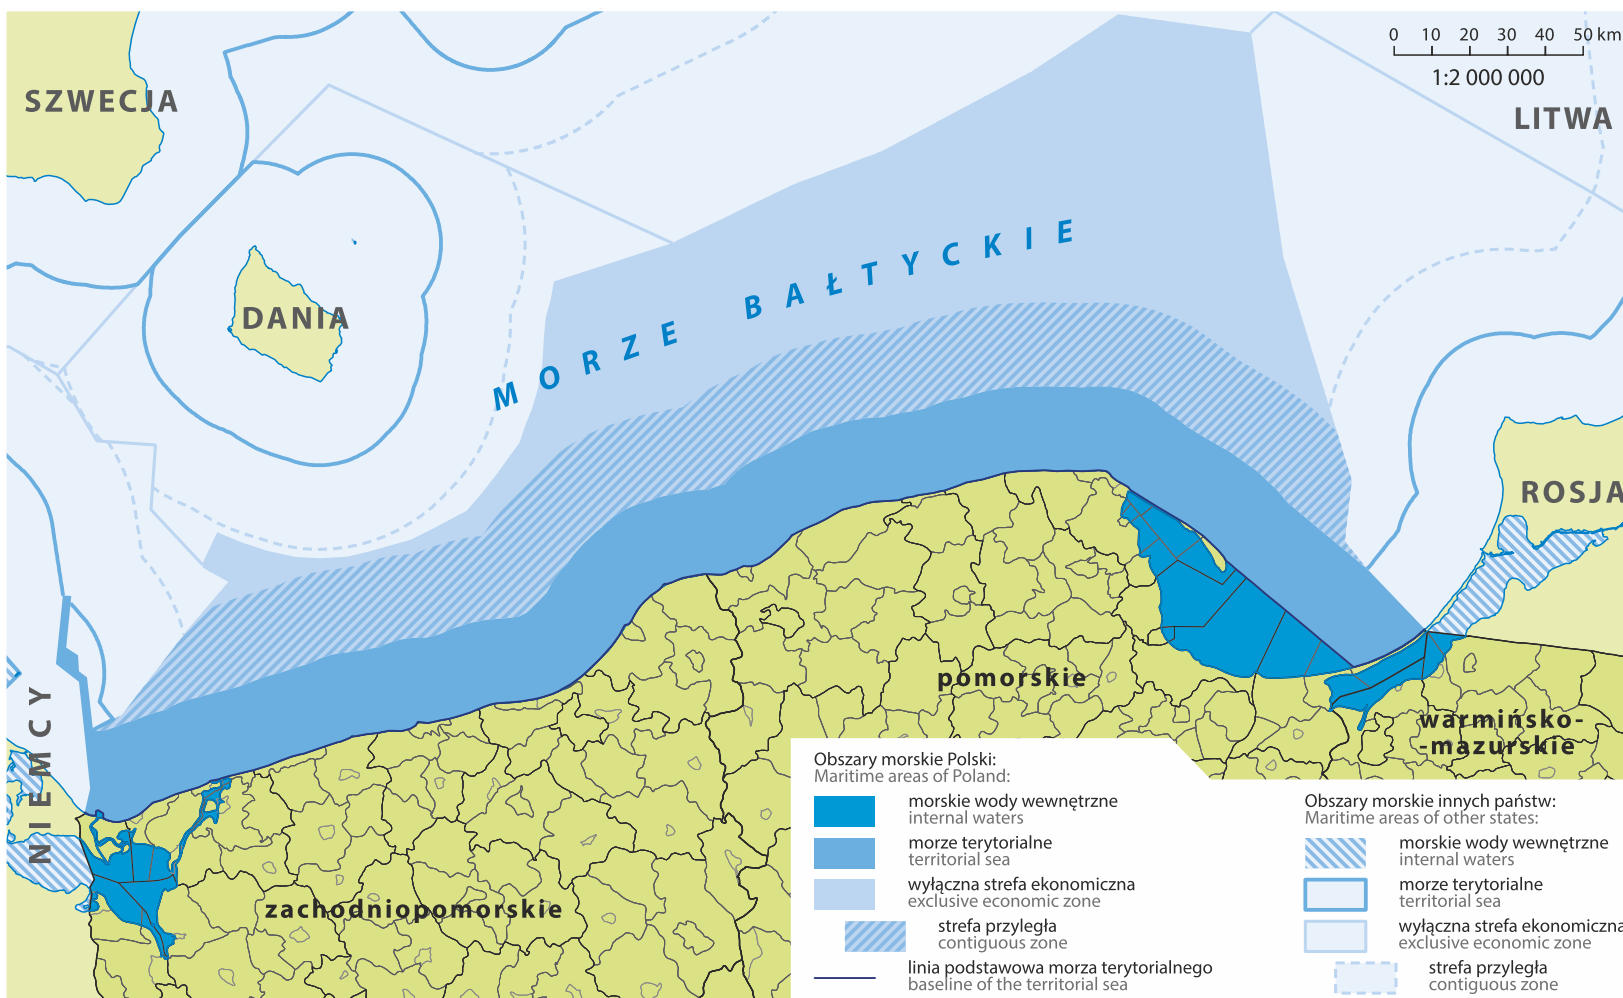 0 10 20 30 40 50 km
1:2 000 000
SZWECJA
LITWA
DANIA
MORZE BAŁTYCKIE
ROSJA
NIEMCY
pomorskie
warmińsko-
-mazurskie
zachodniopomorskie
Obszary morskie Polski:
Maritime areas of Poland:
morskie wody wewnętrzne
internal waters
morze terytorialne
territorial sea
wyłączna strefa ekonomiczna
exclusive economic zone
strefa przyległa
contiguous zone
linia podstawowa morza terytorialnego
baseline of the territorial sea
Obszary morskie innych państw:
Maritime areas of other states:
morskie wody wewnętrzne
internal waters
morze terytorialne
territorial sea
wyłączna strefa ekonomiczna
exclusive economic zone
strefa przyległa
contiguous zone